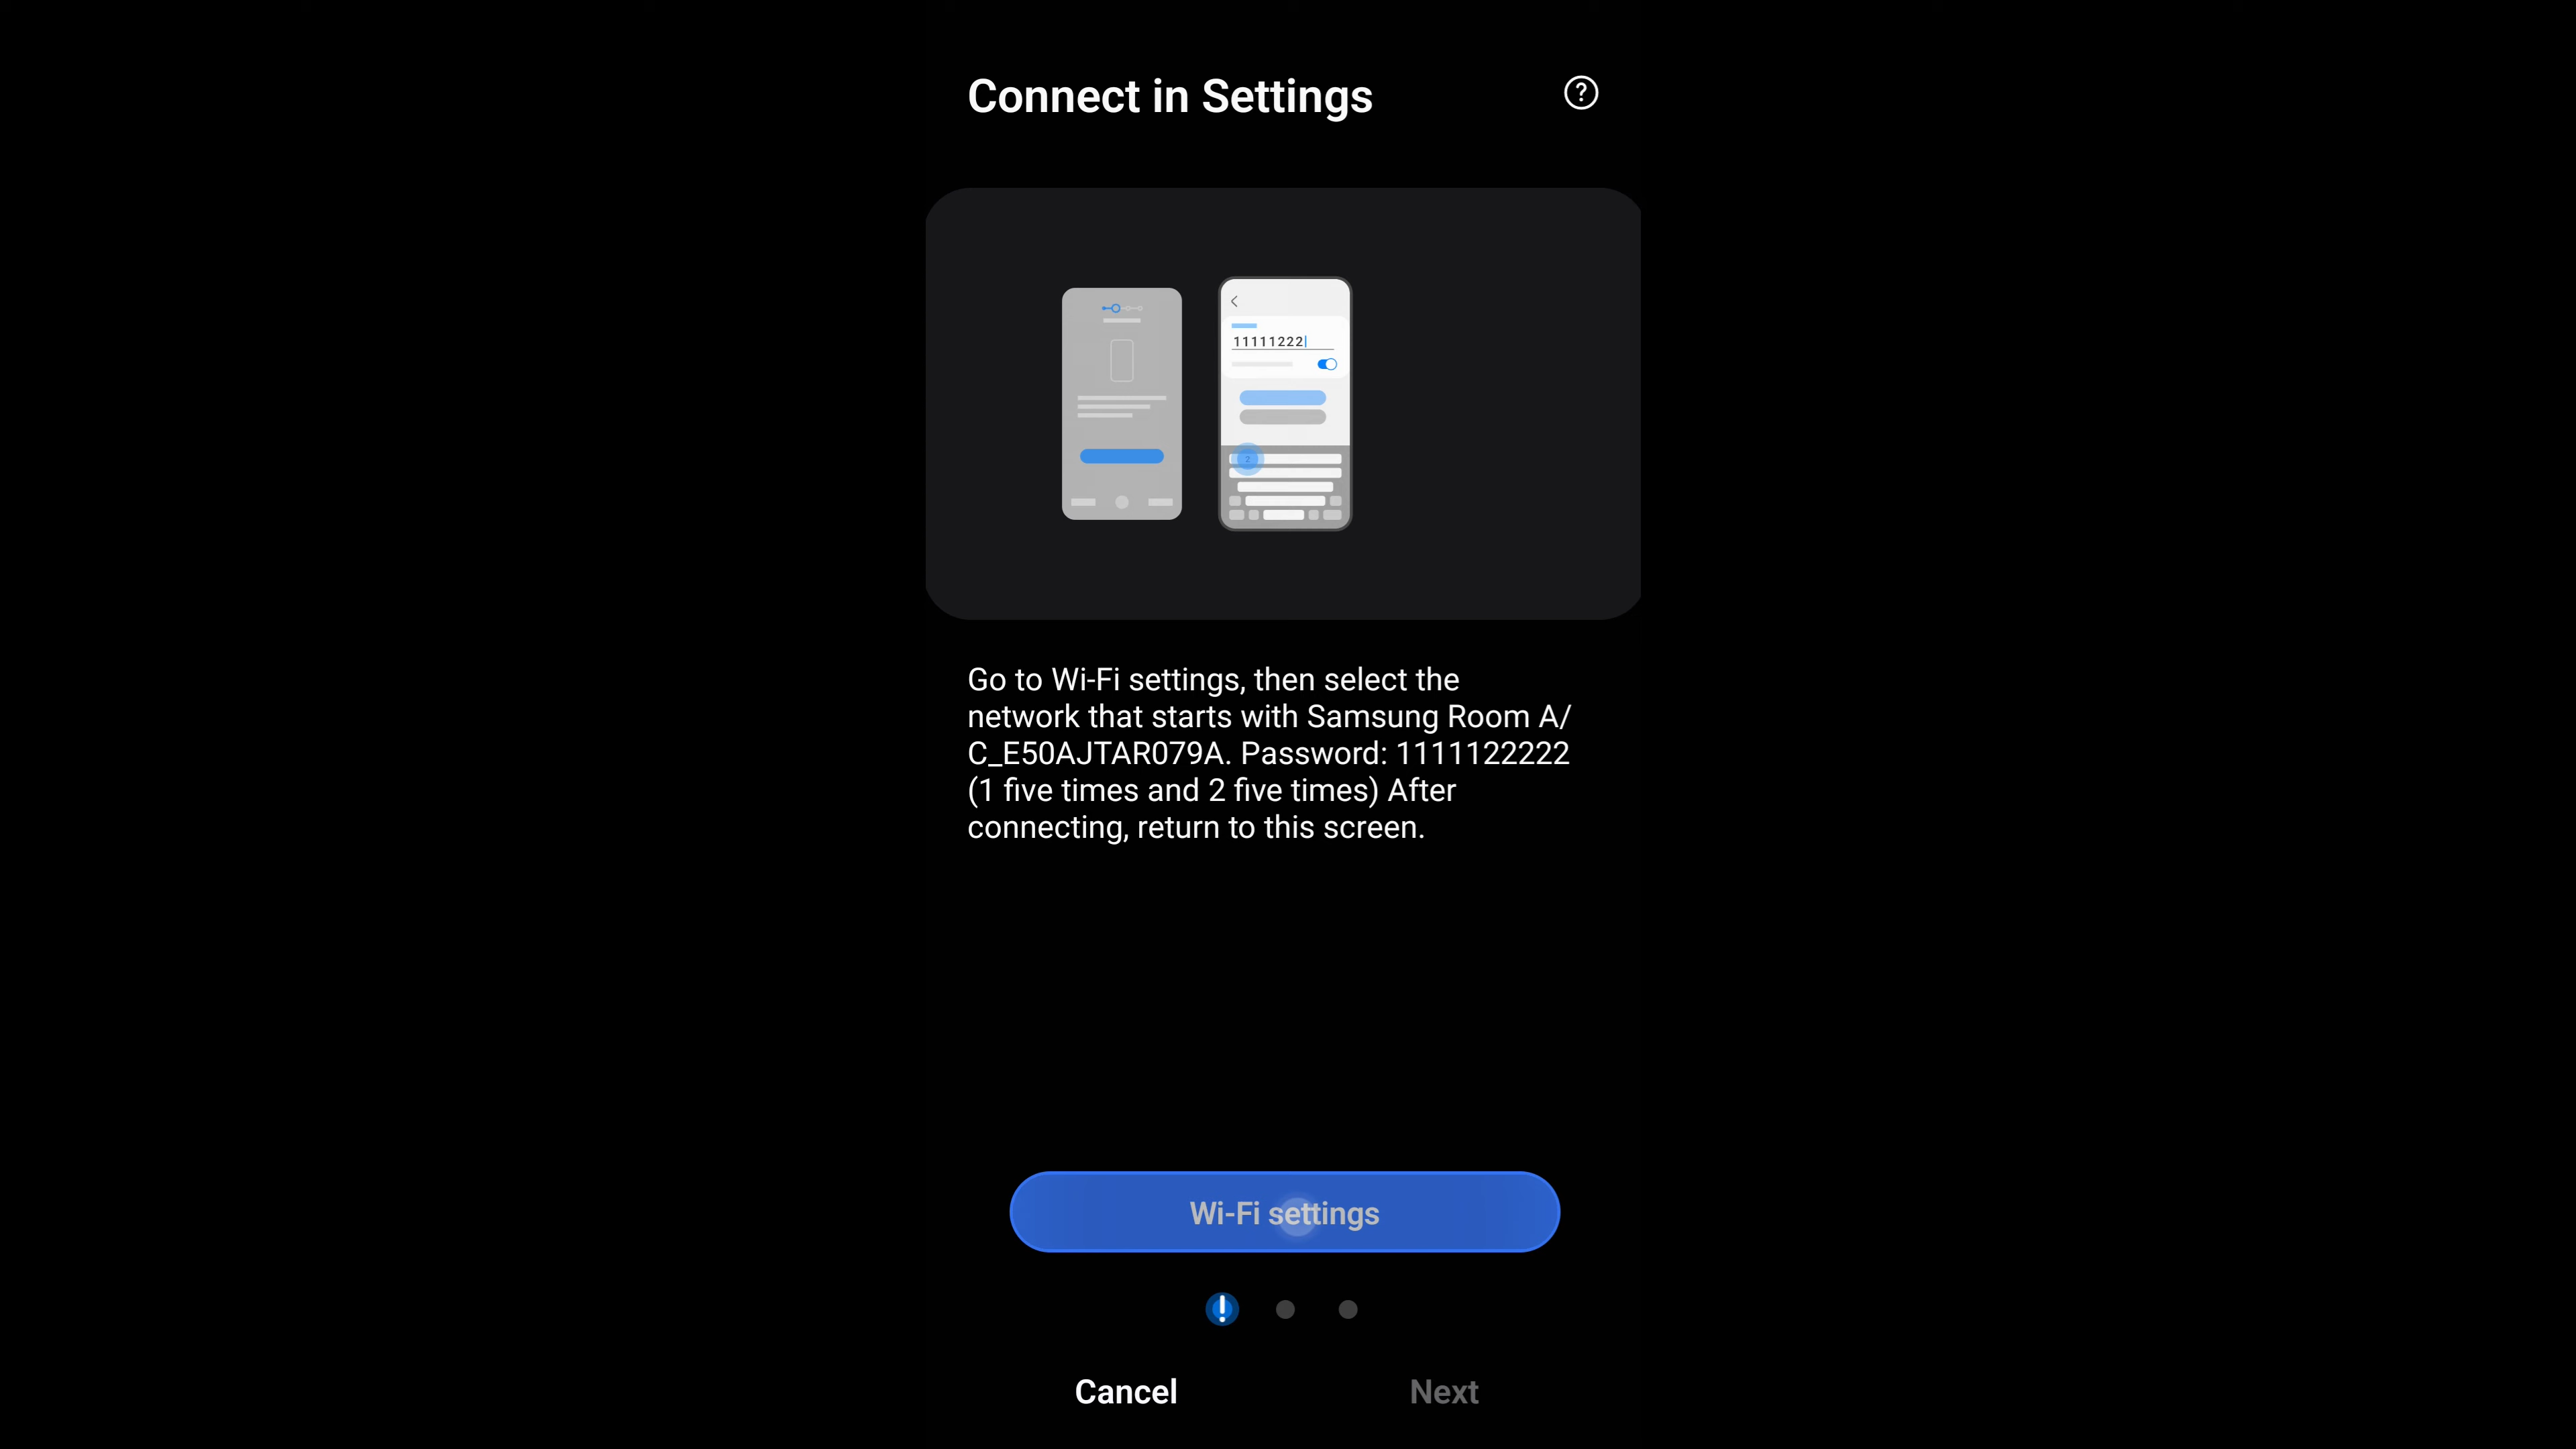 Connect in Settings
?
11111222
2
Go to Wi-Fi settings, then select the
network that starts with Samsung Room A/
C_E50AJTAR079A. Password: 1111122222
(1 five times and 2 five times) After
connecting, return to this screen.
Wi-Fi settings
!
Cancel Next